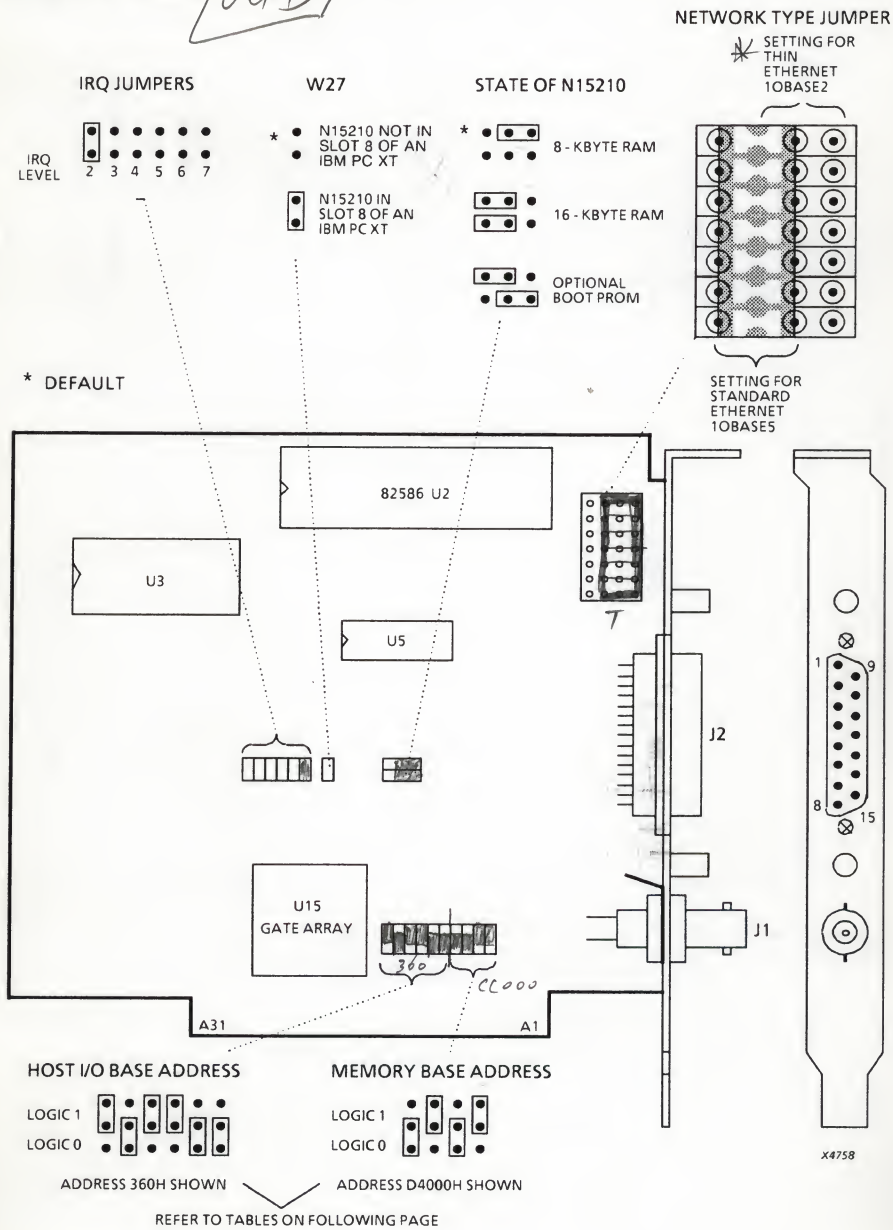 NETWORK TYPE JUMPER
SETTING FOR
THIN
ETHERNET
10BASE2
IRQ JUMPERS
W27
STATE OF N15210
* N15210 NOT IN
SLOT 8 OF AN
IBM PC XT
* 8 - KBYTE RAM
IRQ
LEVEL
2 3 4 5 6 7
N15210 IN
SLOT 8 OF AN
IBM PC XT
16 - KBYTE RAM
OPTIONAL
BOOT PROM
* DEFAULT
SETTING FOR
STANDARD
ETHERNET
10BASE5
82586 U2
U3
U5
T
1 9
J2
8 15
U15
GATE ARRAY
J1
360
CC000
A31 A1
HOST I/O BASE ADDRESS
MEMORY BASE ADDRESS
LOGIC 1
LOGIC 1
LOGIC 0
LOGIC 0
X4758
ADDRESS 360H SHOWN
ADDRESS D4000H SHOWN
REFER TO TABLES ON FOLLOWING PAGE